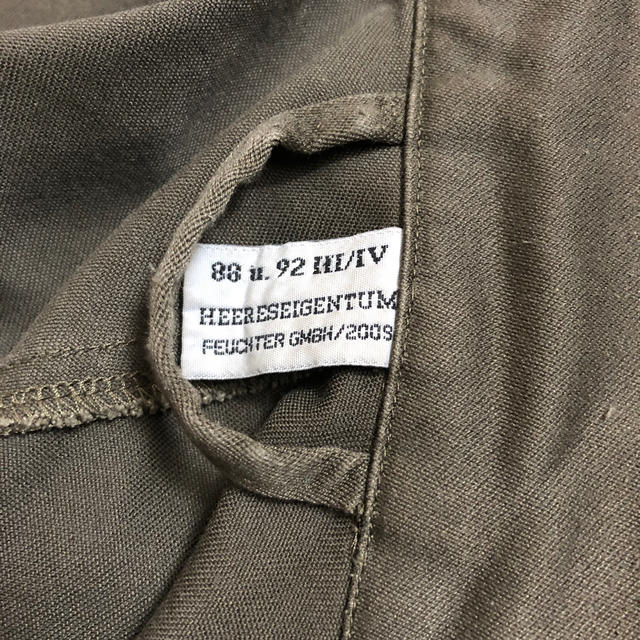 88 u. 92 III/IV
HEERESEIGENTUM
FEUCHTER GMBH/2009